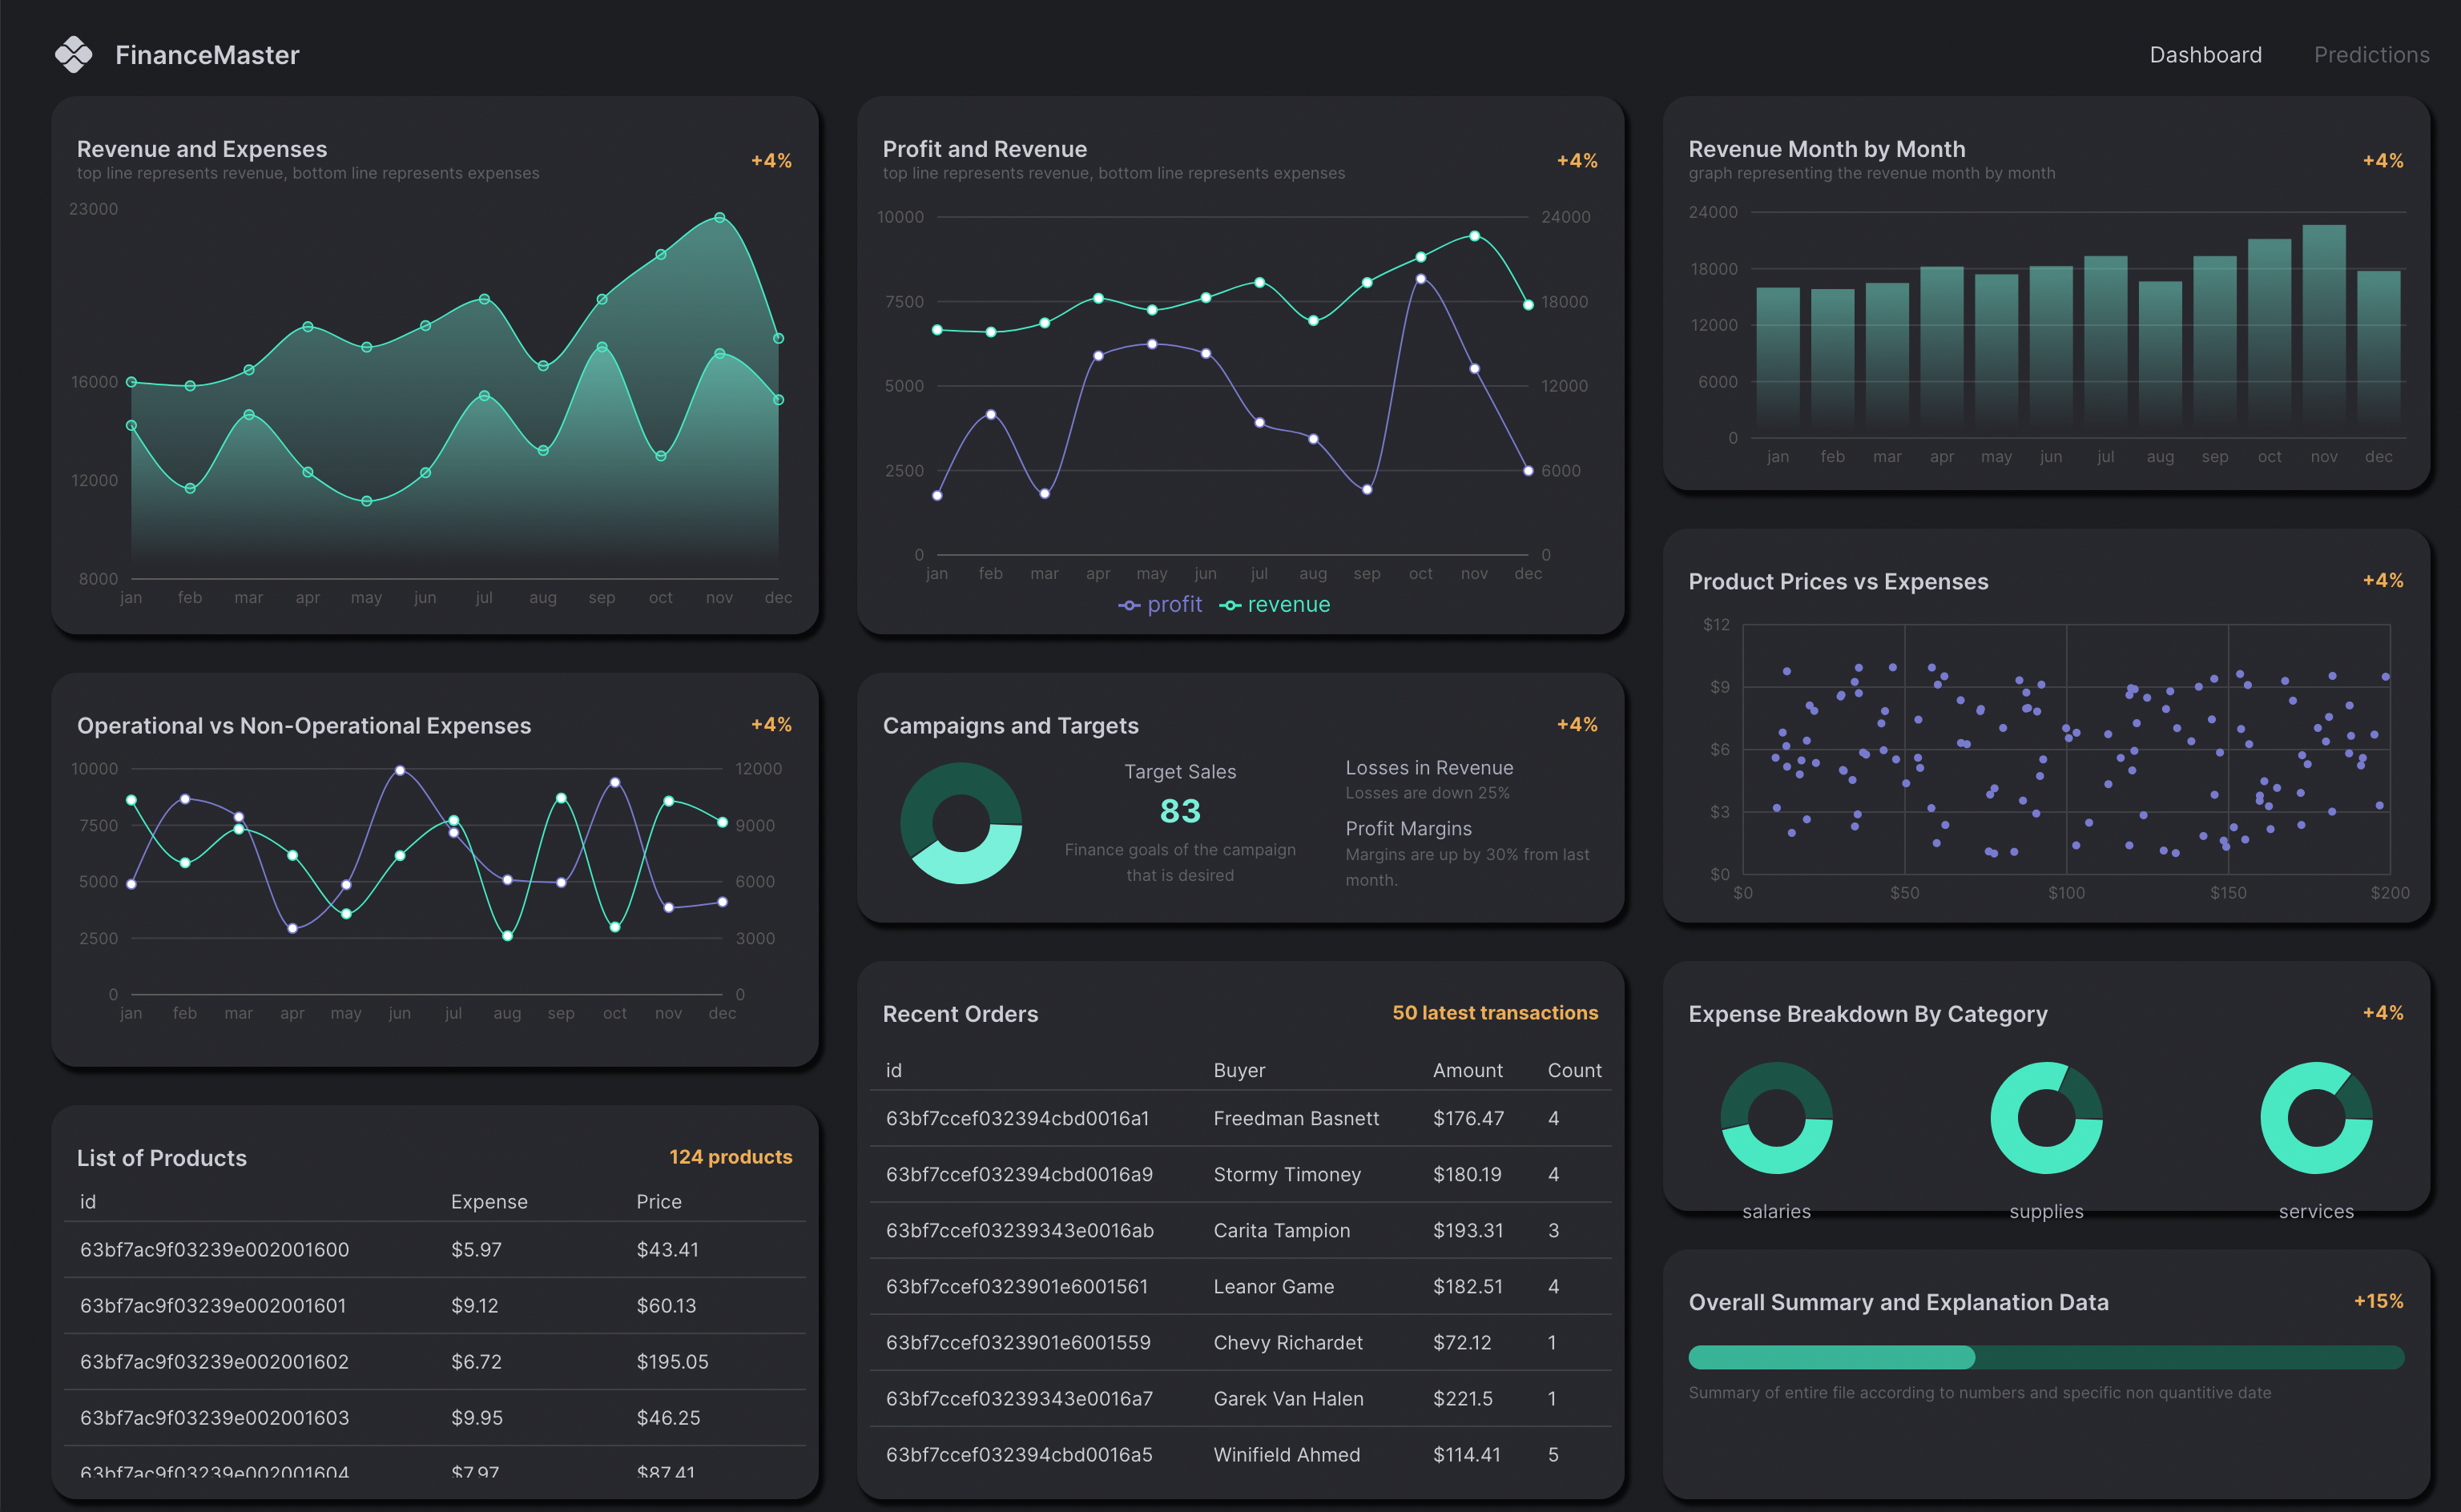 FinanceMaster
Dashboard Predictions
Revenue and Expenses
top line represents revenue, bottom line represents expenses
+4%
23000
16000
12000
8000
jan feb mar apr may jun jul aug sep oct nov dec
Profit and Revenue
top line represents revenue, bottom line represents expenses
+4%
10000 24000
7500 18000
5000 12000
2500 6000
0 0
jan feb mar apr may jun jul aug sep oct nov dec
profit revenue
Revenue Month by Month
graph representing the revenue month by month
+4%
24000
18000
12000
6000
0
jan feb mar apr may jun jul aug sep oct nov dec
Operational vs Non-Operational Expenses
+4%
10000 12000
7500 9000
5000 6000
2500 3000
0 0
jan feb mar apr may jun jul aug sep oct nov dec
Campaigns and Targets
+4%
Target Sales
83
Finance goals of the campaign
that is desired
Losses in Revenue
Losses are down 25%
Profit Margins
Margins are up by 30% from last
month.
Product Prices vs Expenses
+4%
$12
$9
$6
$3
$0
$0 $50 $100 $150 $200
List of Products
124 products
id Expense Price
63bf7ac9f03239e002001600 $5.97 $43.41
63bf7ac9f03239e002001601 $9.12 $60.13
63bf7ac9f03239e002001602 $6.72 $195.05
63bf7ac9f03239e002001603 $9.95 $46.25
63bf7ac9f03239e002001604 $7.97 $87.41
Recent Orders
50 latest transactions
id Buyer Amount Count
63bf7ccef032394cbd0016a1 Freedman Basnett $176.47 4
63bf7ccef032394cbd0016a9 Stormy Timoney $180.19 4
63bf7ccef03239343e0016ab Carita Tampion $193.31 3
63bf7ccef0323901e6001561 Leanor Game $182.51 4
63bf7ccef0323901e6001559 Chevy Richardet $72.12 1
63bf7ccef03239343e0016a7 Garek Van Halen $221.5 1
63bf7ccef032394cbd0016a5 Winifield Ahmed $114.41 5
Expense Breakdown By Category
+4%
salaries supplies services
Overall Summary and Explanation Data
+15%
Summary of entire file according to numbers and specific non quantitive date